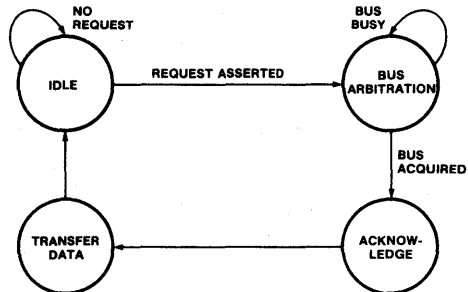 NO
REQUEST
BUS
BUSY
IDLE
REQUEST ASSERTED
BUS
ARBITRATION
BUS
ACQUIRED
TRANSFER
DATA
ACKNOW-
LEDGE